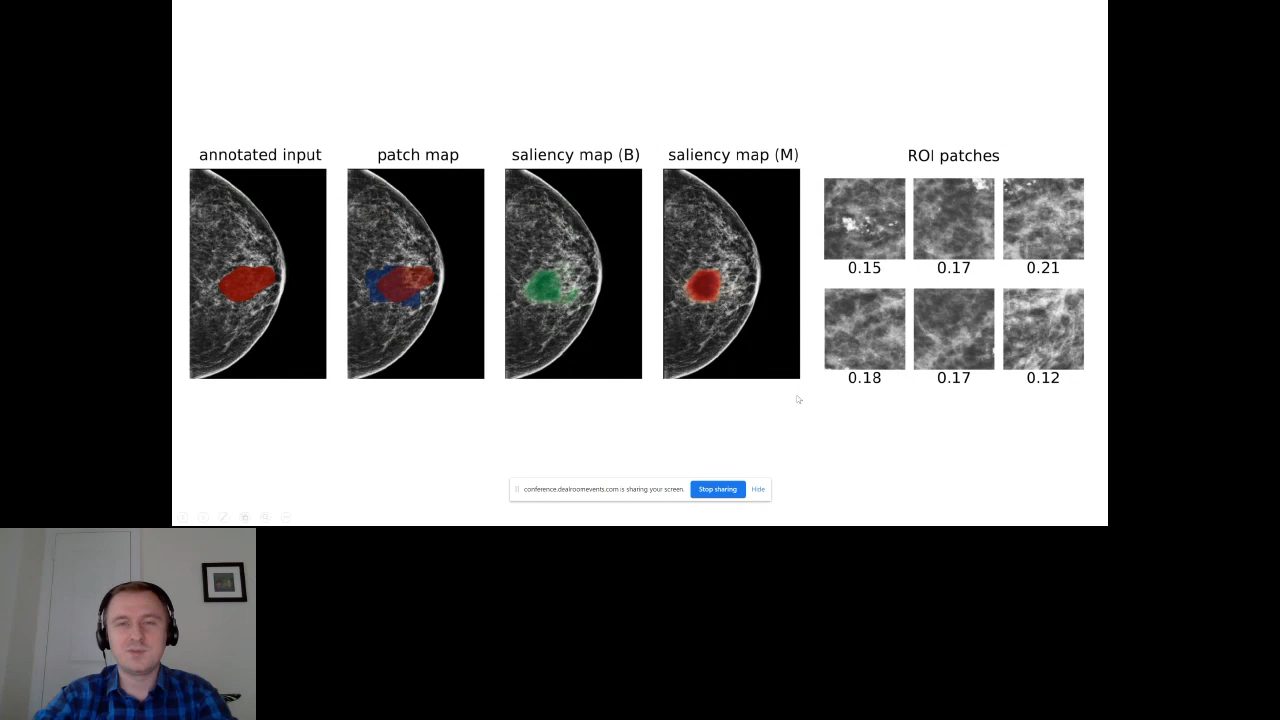 annotated input
patch map
saliency map (B)
saliency map (M)
ROI patches
0.15
0.17
0.21
0.18
0.17
0.12
conference.dealroomevents.com is sharing your screen.
Stop sharing
Hide